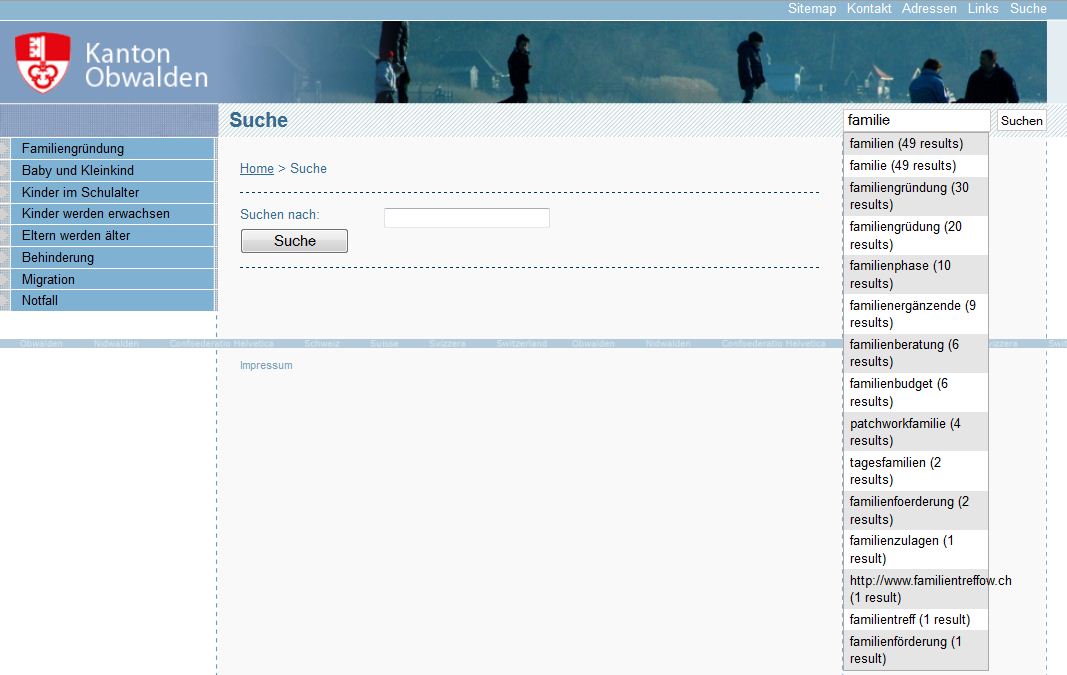 Sitemap Kontakt Adressen Links Suche
Kanton
Obwalden
Suche
familie
Suchen
Familiengründung
Baby und Kleinkind
Kinder im Schulalter
Kinder werden erwachsen
Eltern werden älter
Behinderung
Migration
Notfall
Home > Suche
Suchen nach:
Suche
familien (49 results)
familie (49 results)
familiengründung (30
results)
familiengrüdung (20
results)
familienphase (10
results)
familienergänzende (9
results)
familienberatung (6
results)
familienbudget (6
results)
patchworkfamilie (4
results)
tagesfamilien (2
results)
familienfoerderung (2
results)
familienzulagen (1
result)
http://www.familientreffow.ch
(1 result)
familientreff (1 result)
familienförderung (1
result)
Obwalden Nidwalden Confoederatio Helvetica Schweiz Suisse Svizzera Switzerland Obwalden Nidwalden Confoederatio Helvetica
Impressum